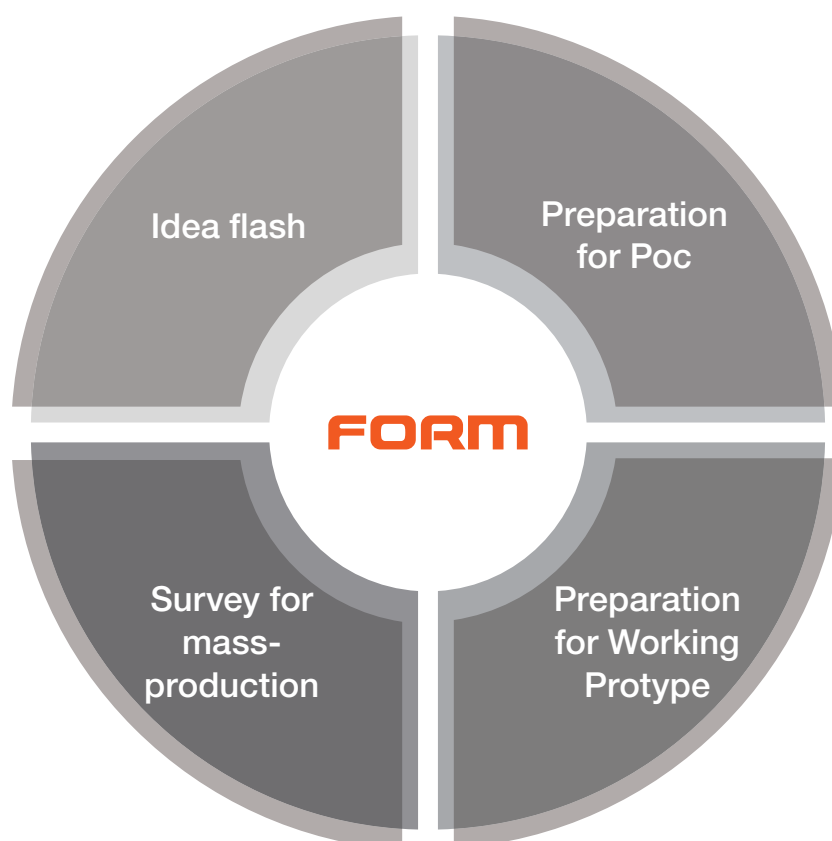 Idea flash
Preparation
for Poc
FORM
Survey for
mass-
production
Preparation
for Working
Protype